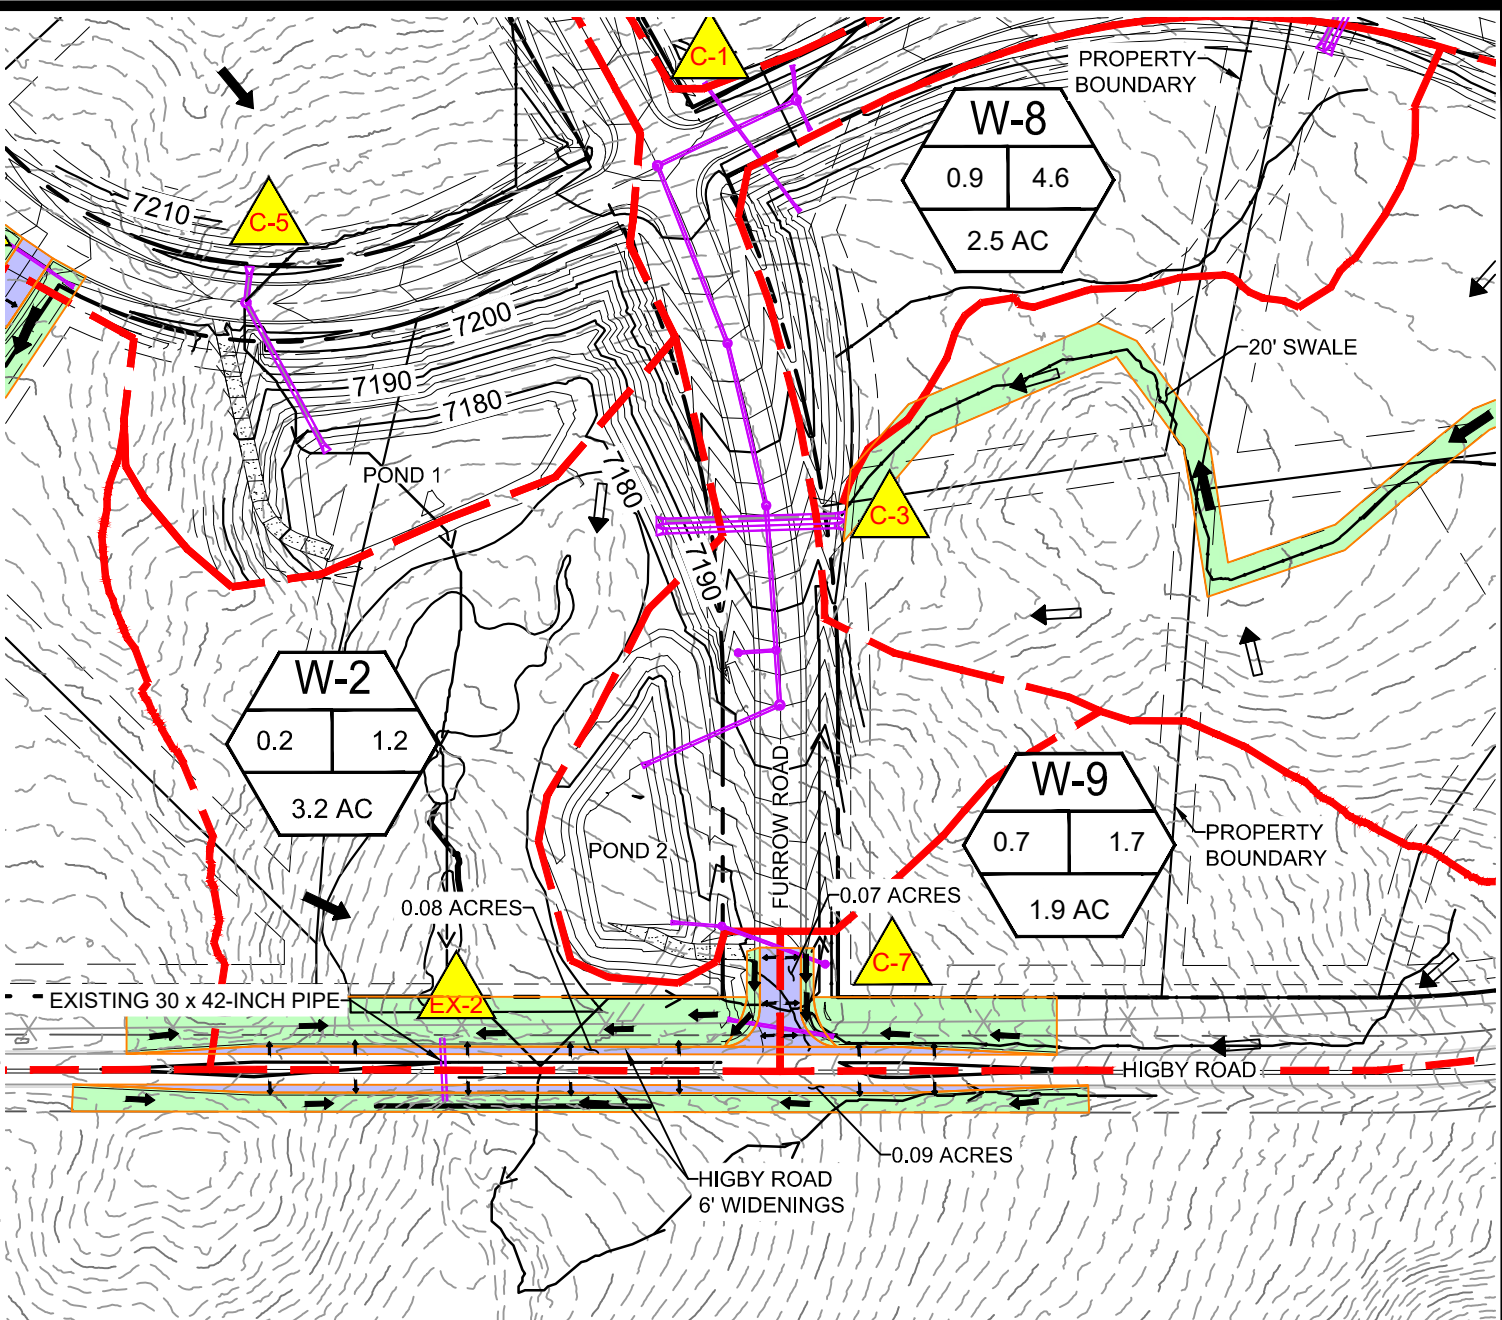 C-1
PROPERTY
BOUNDARY
W-8
0.9 4.6
2.5 AC
7210
C-5
7200
7190
7180
20' SWALE
POND 1
7180
C-3
7190
W-2
0.2 1.2
3.2 AC
FURROW ROAD
W-9
0.7 1.7
1.9 AC
PROPERTY
BOUNDARY
POND 2
0.08 ACRES
0.07 ACRES
C-7
EXISTING 30 x 42-INCH PIPE
EX-2
HIGBY ROAD
0.09 ACRES
HIGBY ROAD
6' WIDENINGS